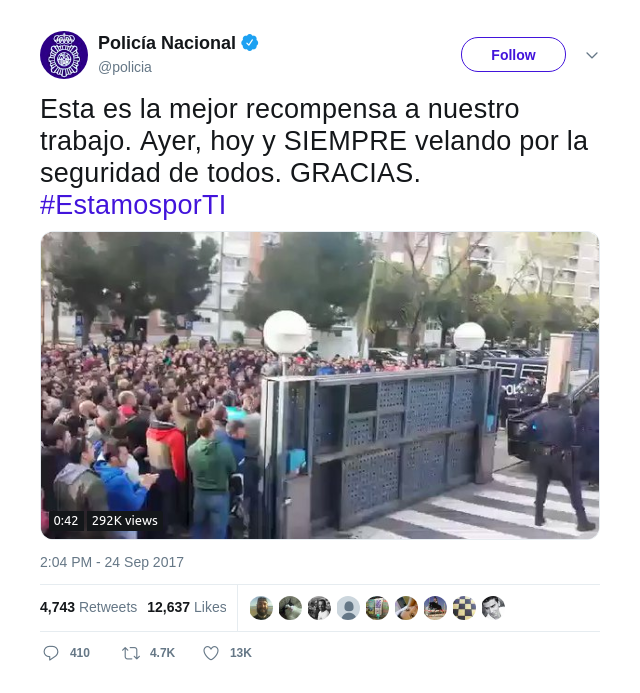 Policía Nacional
@policia
Follow
Esta es la mejor recompensa a nuestro
trabajo. Ayer, hoy y SIEMPRE velando por la
seguridad de todos. GRACIAS.
#EstamosporTI
POL
0:42 292K views
2:04 PM - 24 Sep 2017
4,743 Retweets 12,637 Likes
410 4.7K 13K